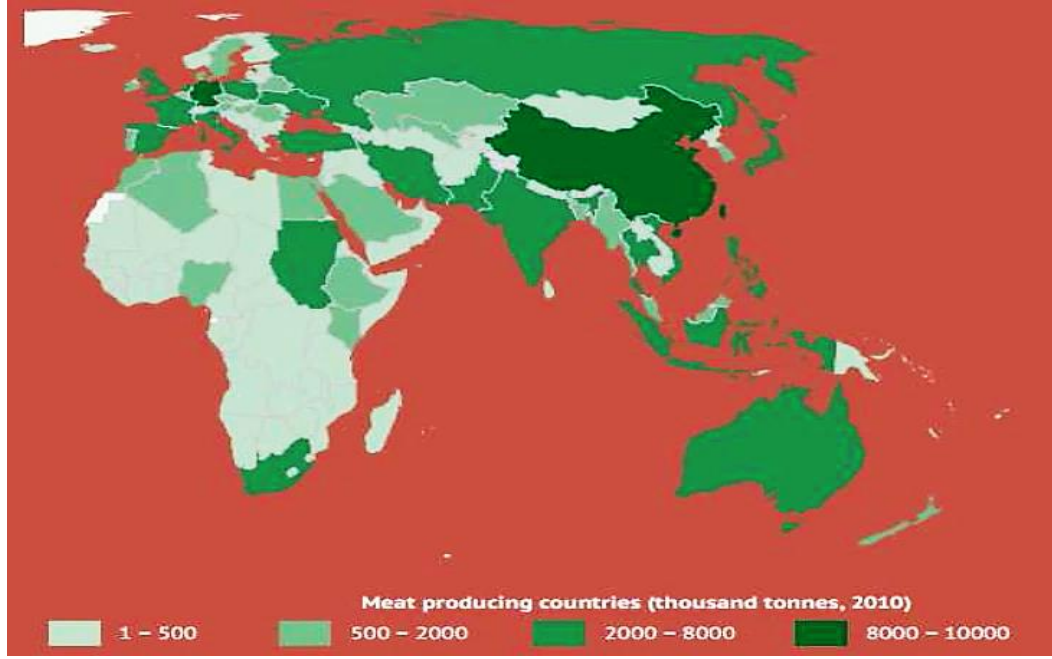 Meat producing countries (thousand tonnes, 2010)
1 – 500 500 – 2000 2000 – 8000 8000 – 10000